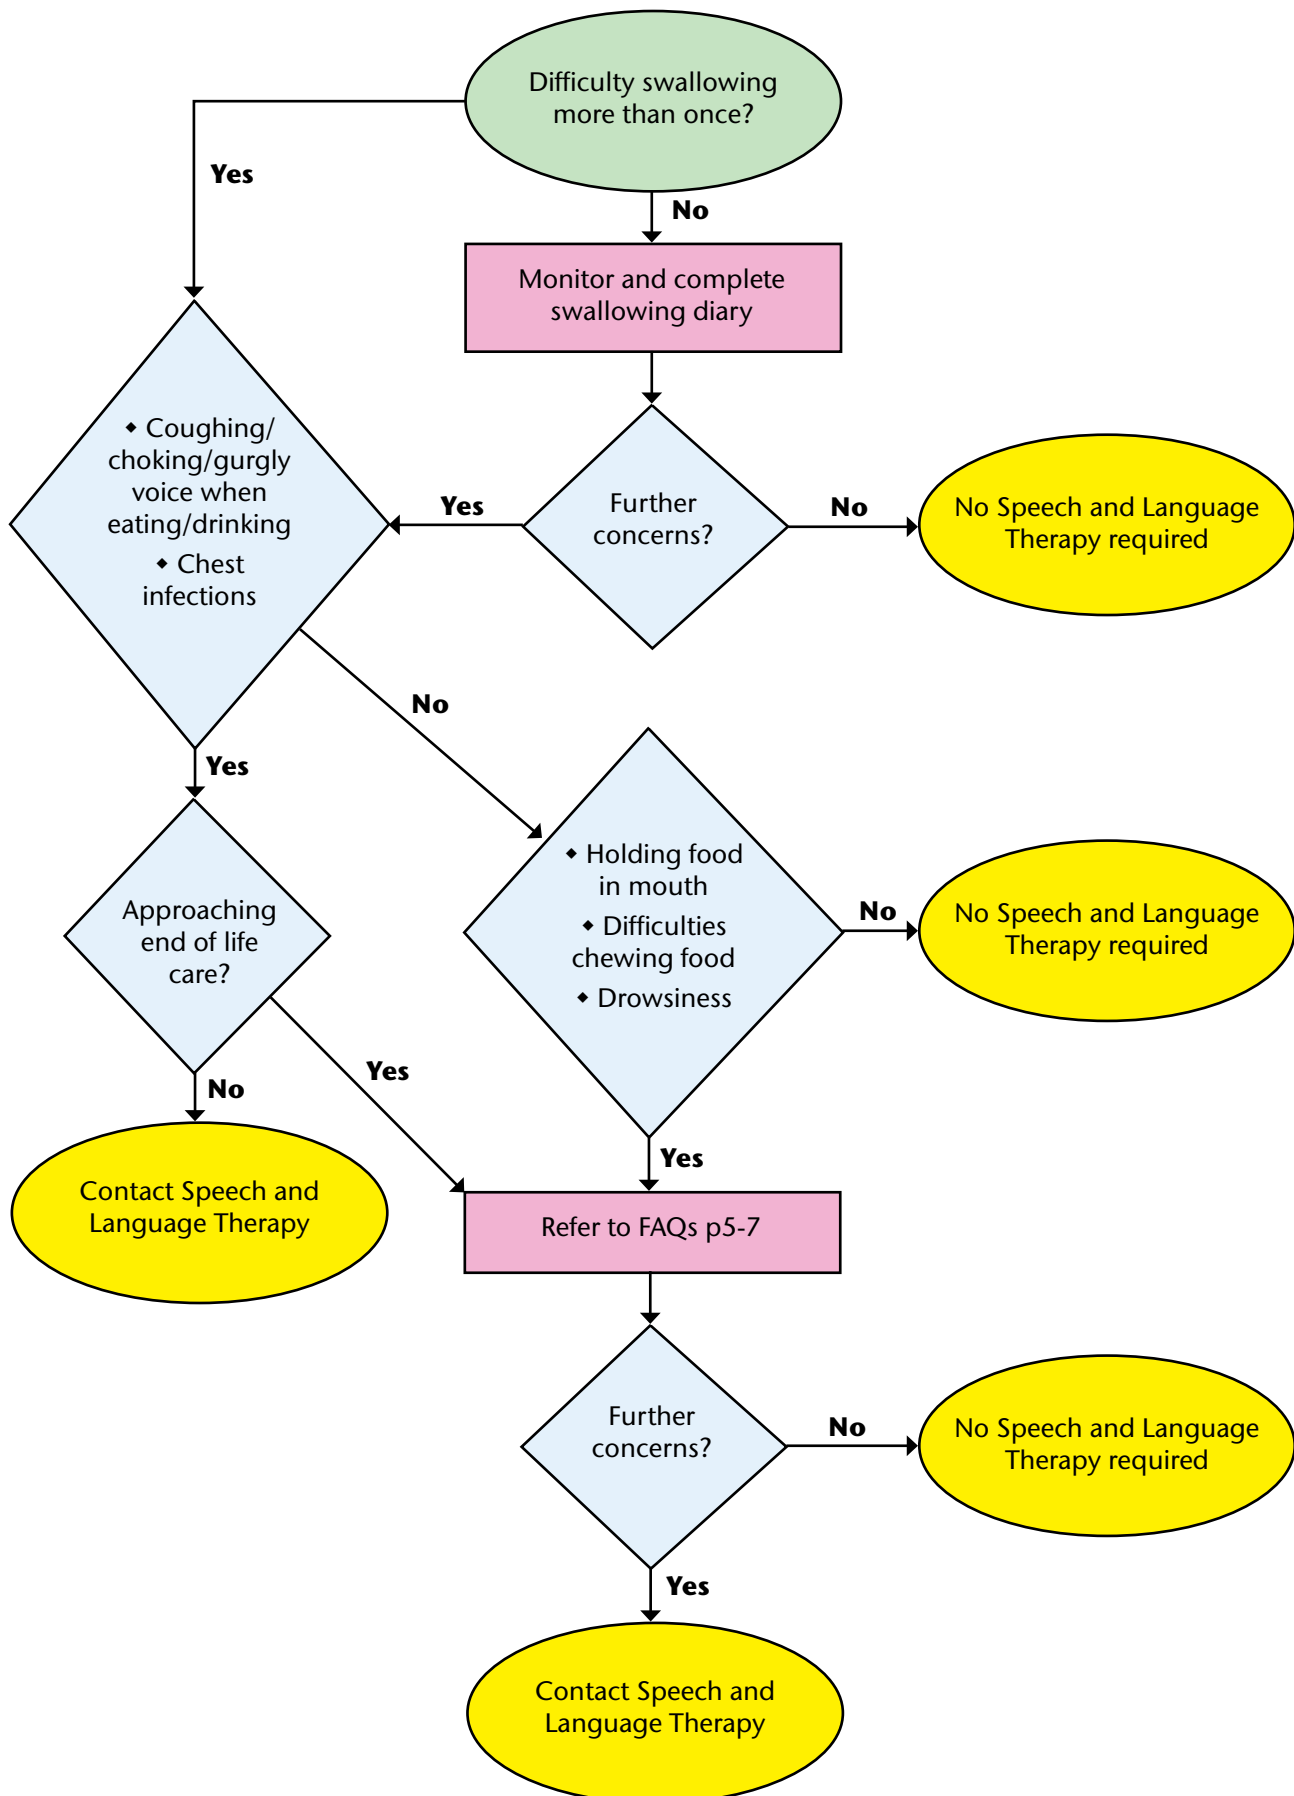 Difficulty swallowing
more than once?
Yes
No
Monitor and complete
swallowing diary
◆ Coughing/
choking/gurgly
voice when
eating/drinking
◆ Chest
infections
Yes
Further
concerns?
No
No Speech and Language
Therapy required
No
Yes
Approaching
end of life
care?
◆ Holding food
in mouth
◆ Difficulties
chewing food
◆ Drowsiness
No
No Speech and Language
Therapy required
Yes
No
Contact Speech and
Language Therapy
Yes
Refer to FAQs p5-7
Further
concerns?
No
No Speech and Language
Therapy required
Yes
Contact Speech and
Language Therapy